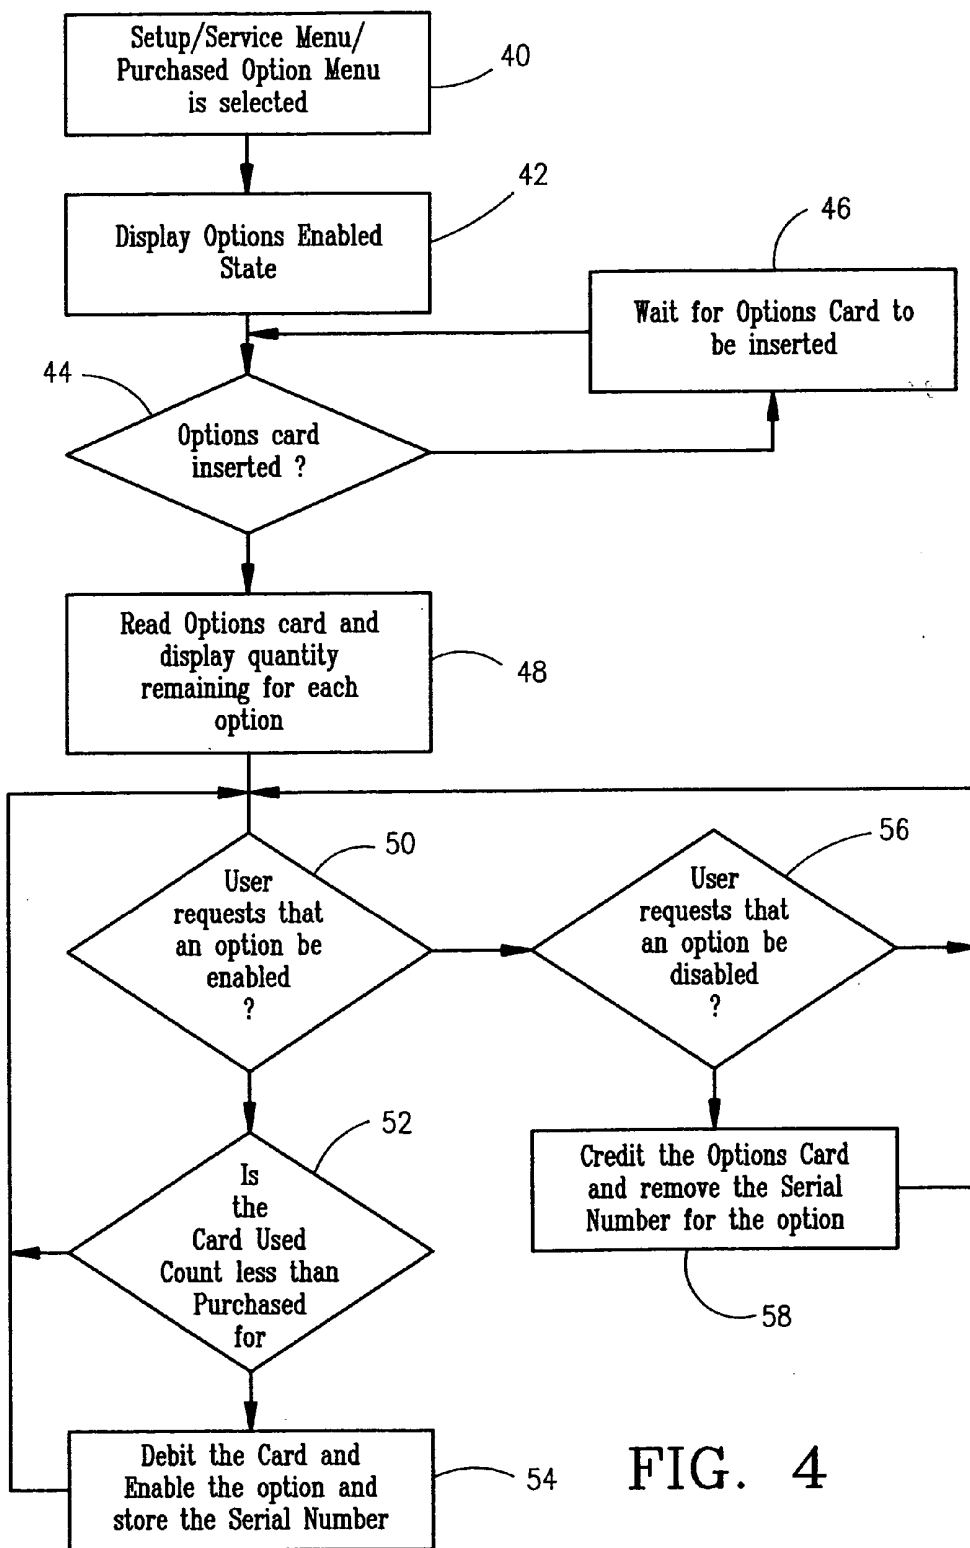 Setup/Service Menu/
Purchased Option Menu
is selected
40
Display Options Enabled
State
42
Wait for Options Card to
be inserted
46
Options card
inserted ?
44
Read Options card and
display quantity
remaining for each
option
48
User
requests that
an option be
enabled
?
50
User
requests that
an option be
disabled
?
56
Is
the
Card Used
Count less than
Purchased
for
52
Credit the Options Card
and remove the Serial
Number for the option
58
Debit the Card and
Enable the option and
store the Serial Number
54
FIG. 4